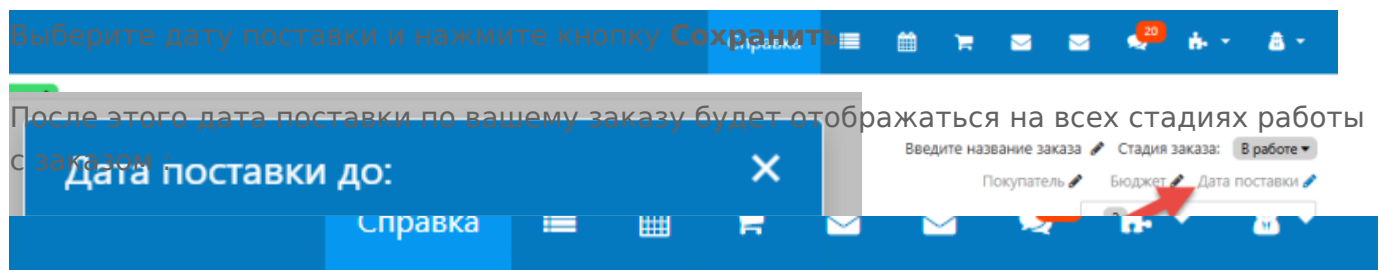 Выберите дату поставки и нажмите кнопку Сохранить
Справка
20
После этого дата поставки по вашему заказу будет отображаться на всех стадиях работы
с заказом :
Введите название заказа Стадия заказа: В работе
Дата поставки до:
Покупатель Бюджет Дата поставки
Справка